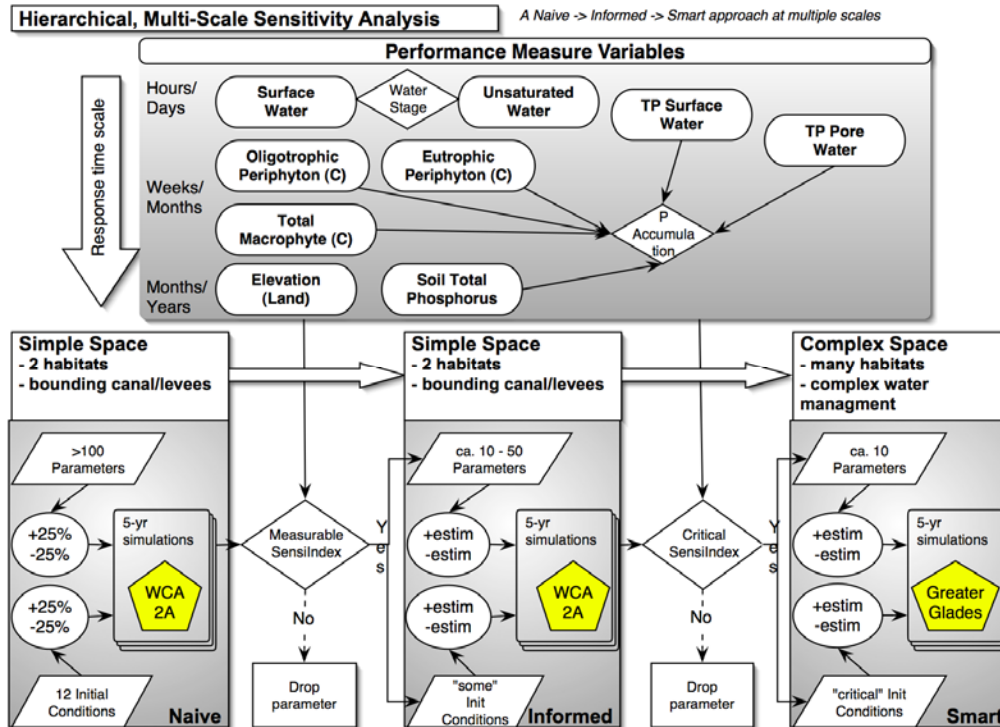 Hierarchical, Multi-Scale Sensitivity Analysis
A Naive -> Informed -> Smart approach at multiple scales
Performance Measure Variables
Response time scale
Hours/
Days
Surface
Water
Water
Stage
Unsaturated
Water
TP Surface
Water
TP Pore
Water
Weeks/
Months
Oligotrophic
Periphyton (C)
Eutrophic
Periphyton (C)
Total
Macrophyte (C)
P
Accumula
tion
Months/
Years
Elevation
(Land)
Soil Total
Phosphorus
Simple Space
- 2 habitats
- bounding canal/levees
>100
Parameters
+25%
-25%
5-yr
simulations
WCA
2A
+25%
-25%
12 Initial
Conditions
Naive
Measurable
SensiIndex
Yes
No
Drop
parameter
Simple Space
- 2 habitats
- bounding canal/levees
ca. 10 - 50
Parameters
+estim
-estim
5-yr
simulations
WCA
2A
+estim
-estim
"some"
Init
Conditions
Informed
Critical
SensiIndex
Yes
No
Drop
parameter
Complex Space
- many habitats
- complex water
managment
ca. 10
Parameters
+estim
-estim
5-yr
simulations
Greater
Glades
+estim
-estim
"critical" Init
Conditions
Smart